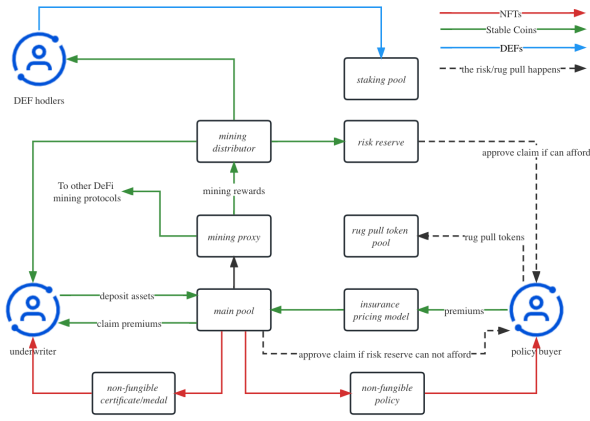 NFTs
Stable Coins
DEFs
the risk/rug pull happens
DEF hodlers
staking pool
mining
distributor
risk reserve
approve claim if can afford
To other DeFi
mining protocols
mining rewards
mining proxy
rug pull token
pool
rug pull tokens
deposit assets
claim premiums
main pool
insurance
pricing model
premiums
underwriter
approve claim if risk reserve can not afford
policy buyer
non-fungible
certificate/medal
non-fungible
policy